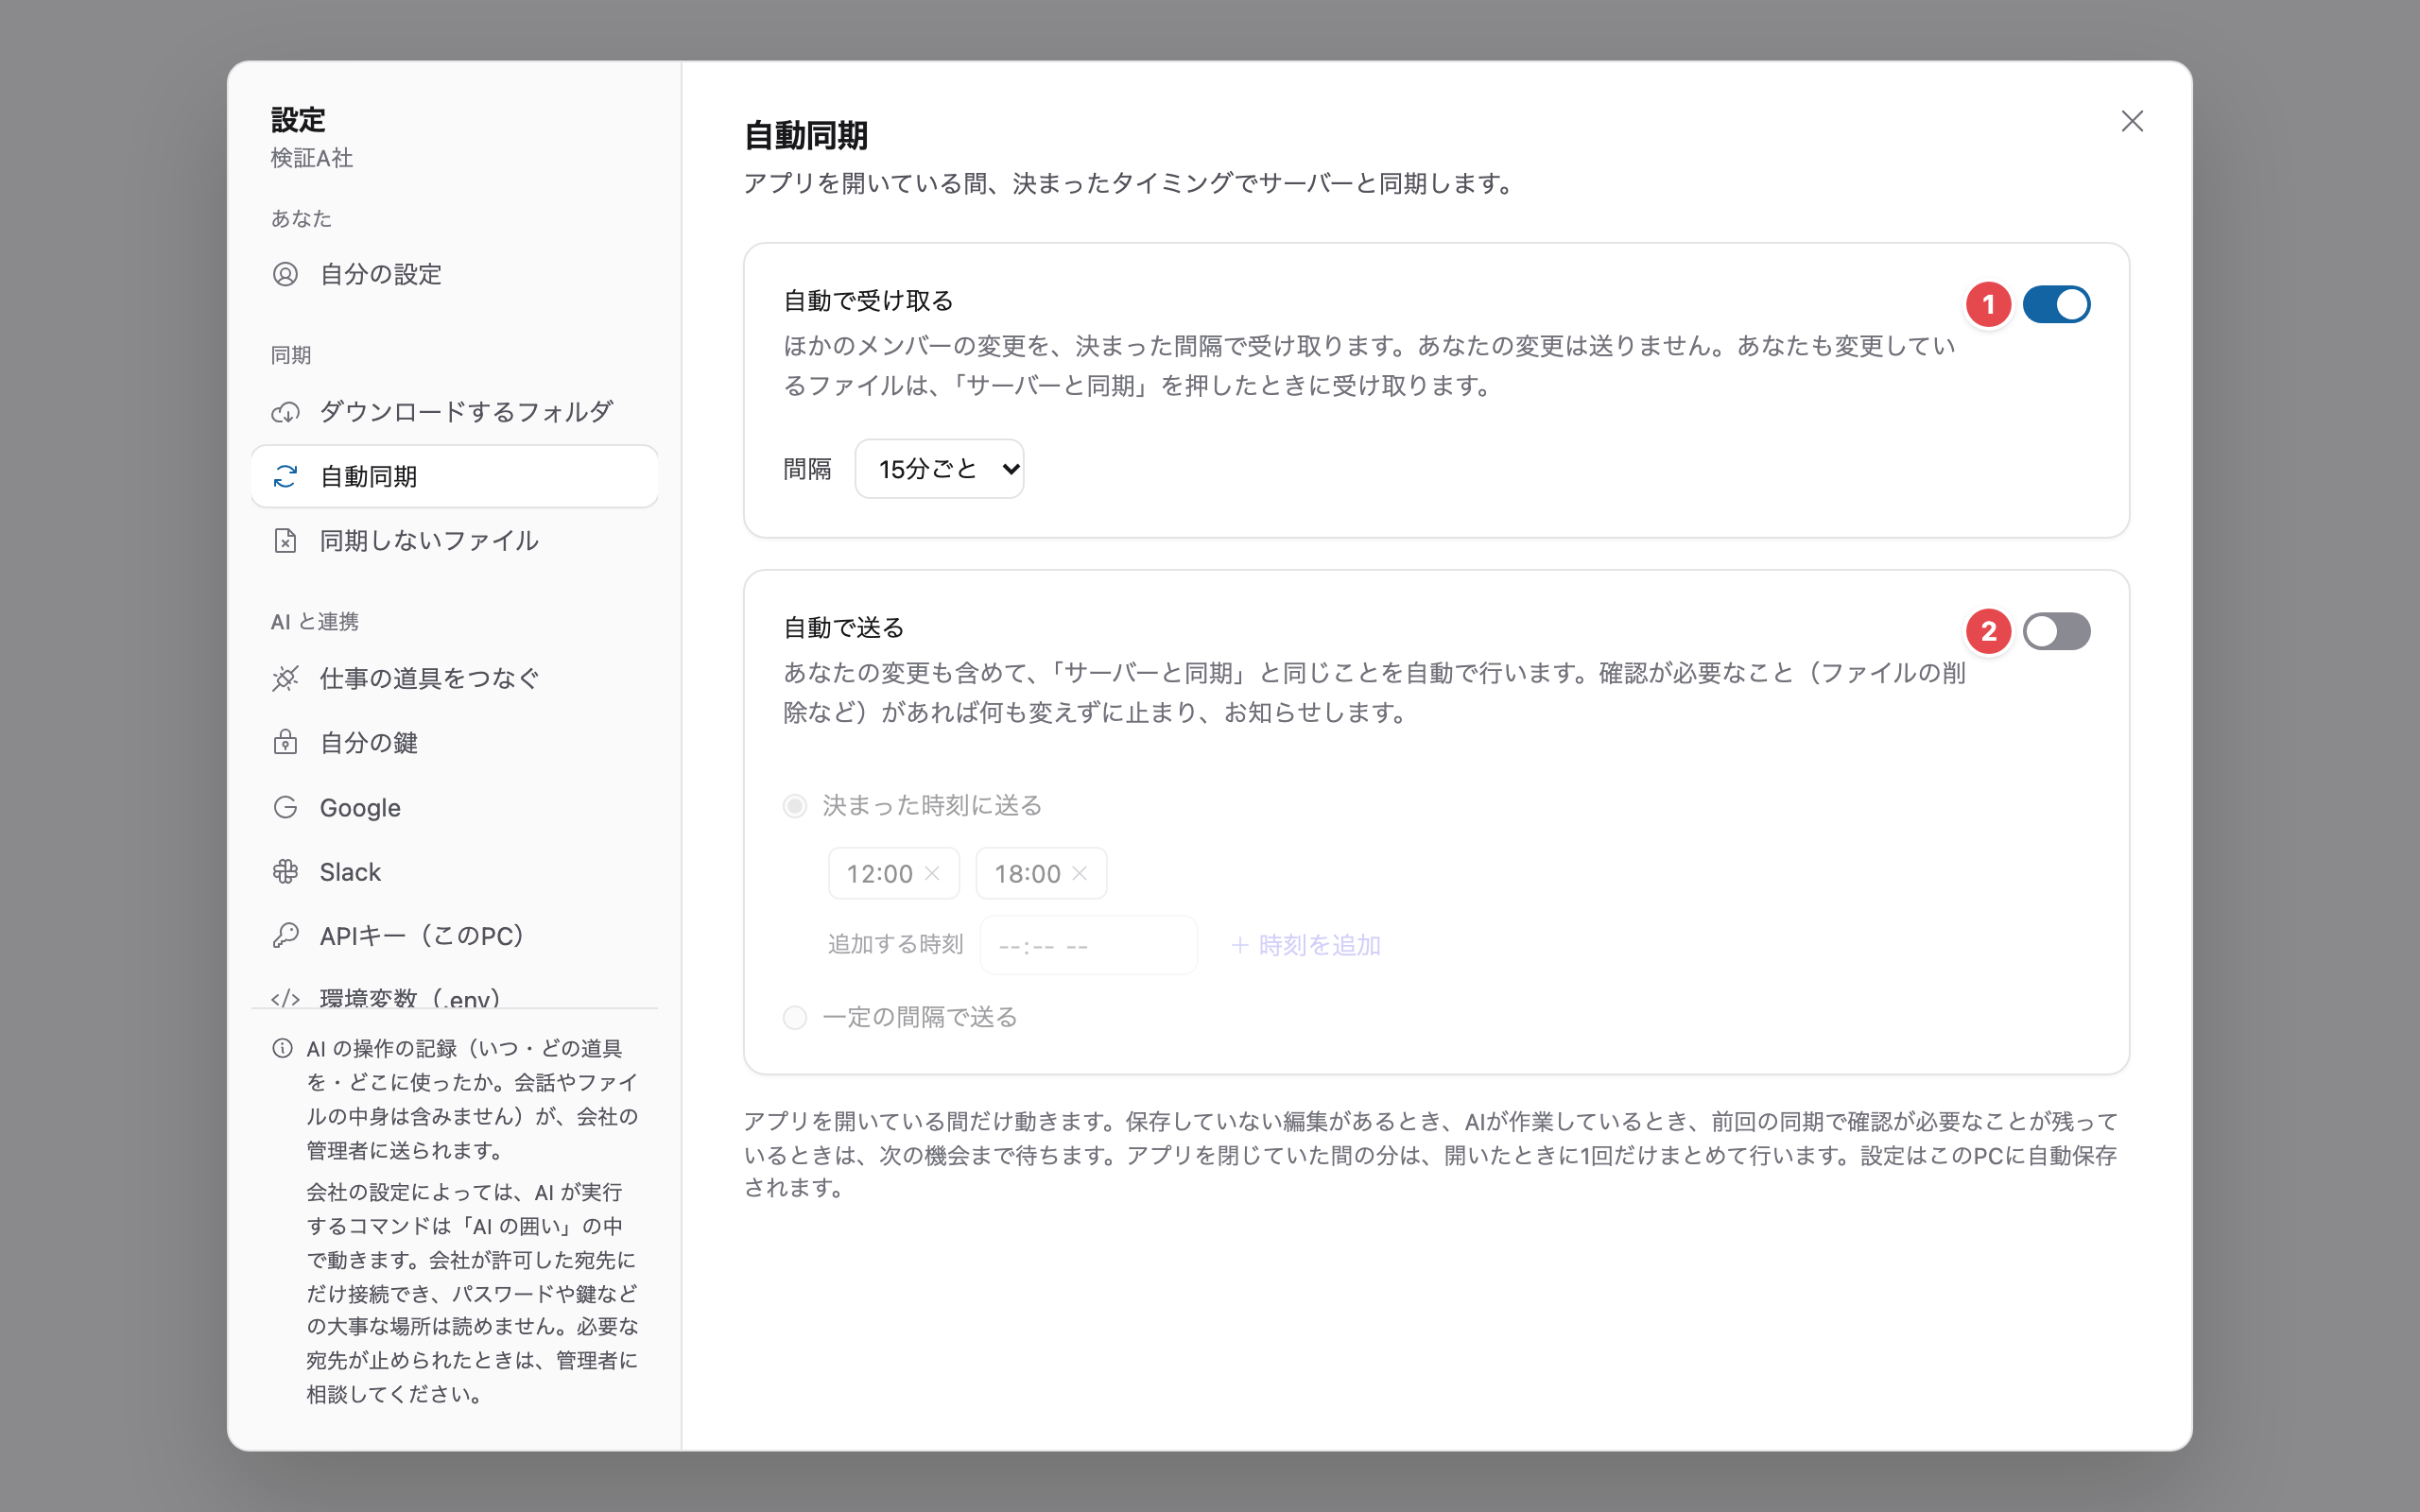 設定
検証A社
あなた
自分の設定
同期
ダウンロードするフォルダ
自動同期
同期しないファイル
AI と連携
仕事の道具をつなぐ
自分の鍵
Google
Slack
APIキー（このPC）
環境変数（.env）
AI の操作の記録（いつ・どの道具
を・どこに使ったか。会話やファイ
ルの中身は含みません）が、会社の
管理者に送られます。
会社の設定によっては、AI が実行
するコマンドは「AI の囲い」の中
で動きます。会社が許可した宛先に
だけ接続でき、パスワードや鍵など
の大事な場所は読めません。必要な
宛先が止められたときは、管理者に
相談してください。
自動同期
アプリを開いている間、決まったタイミングでサーバーと同期します。
自動で受け取る
1
ほかのメンバーの変更を、決まった間隔で受け取ります。あなたの変更は送りません。あなたも変更してい
るファイルは、「サーバーと同期」を押したときに受け取ります。
間隔 15分ごと
自動で送る
2
あなたの変更も含めて、「サーバーと同期」と同じことを自動で行います。確認が必要なこと（ファイルの削
除など）があれば何も変えずに止まり、お知らせします。
決まった時刻に送る
12:00 18:00
追加する時刻 --:-- -- + 時刻を追加
一定の間隔で送る
アプリを開いている間だけ動きます。保存していない編集があるとき、AIが作業しているとき、前回の同期で確認が必要なことが残って
いるときは、次の機会まで待ちます。アプリを閉じていた間の分は、開いたときに1回だけまとめて行います。設定はこのPCに自動保存
されます。